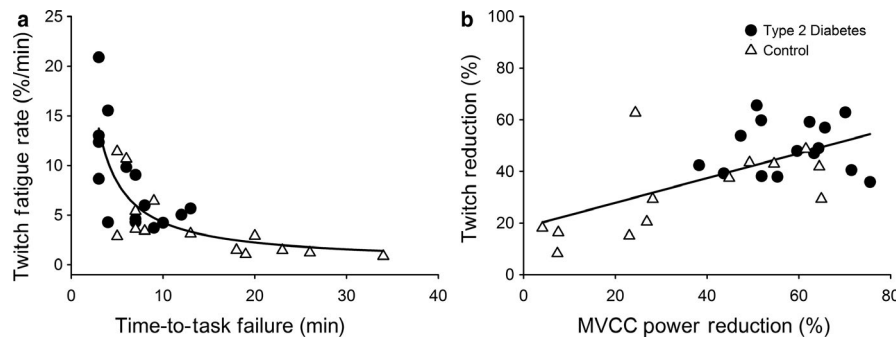 a
Twitch fatigue rate (%/min)
25
20
15
10
5
0
0 10 20 30 40
Time-to-task failure (min)
b
Twitch reduction (%)
100
80
60
40
20
0
Type 2 Diabetes
Control
0 20 40 60 80
MVCC power reduction (%)